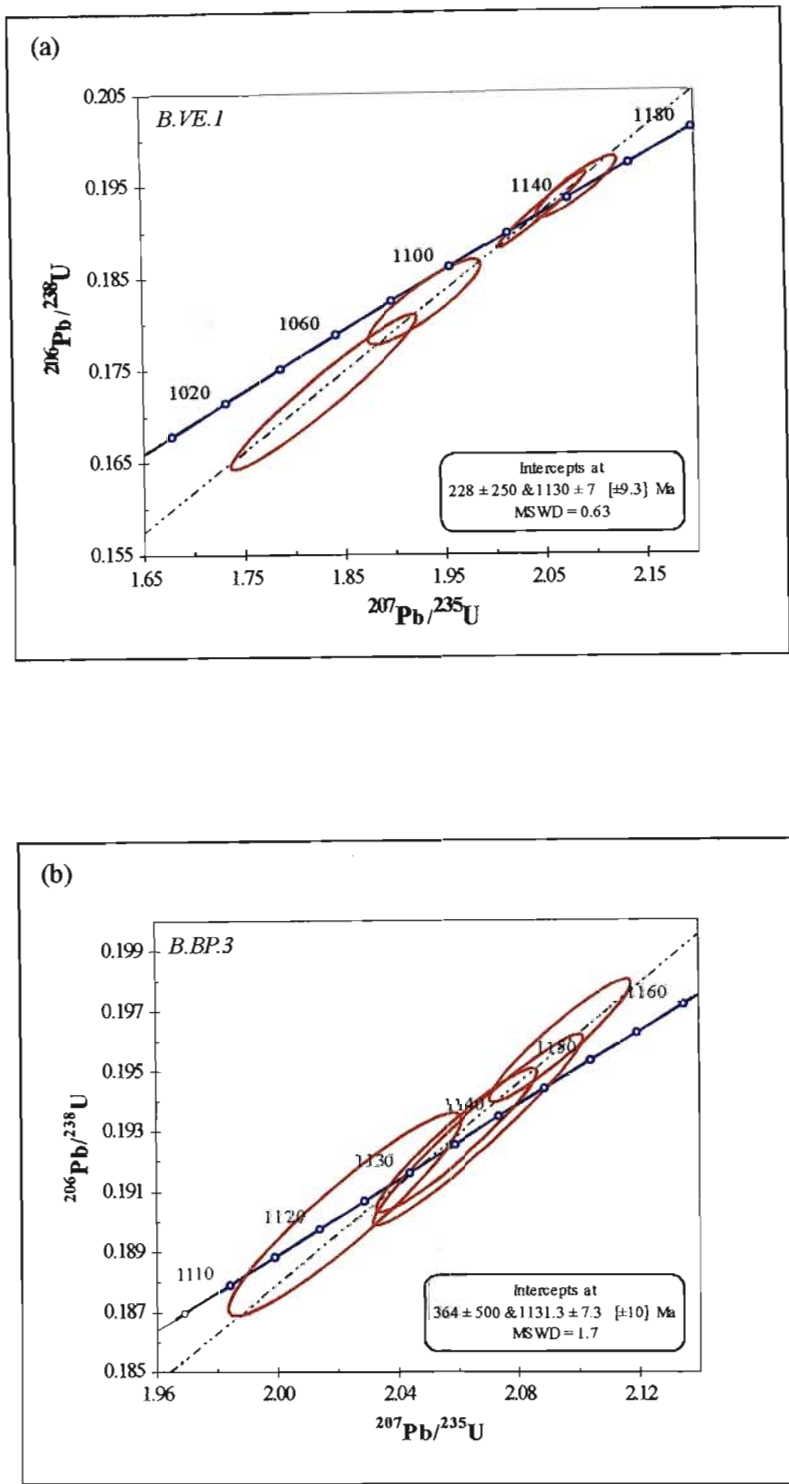 (a)
B.VE.1
0.205
0.195
0.185
0.175
0.165
0.155
²⁰⁶Pb/²³⁸U
1180
1140
1100
1060
1020
Intercepts at
228 ± 250 &1130 ± 7 [±9.3] Ma
MSWD = 0.63
1.65 1.75 1.85 1.95 2.05 2.15
²⁰⁷Pb/²³⁵U
(b)
B.BP.3
0.199
0.197
0.195
0.193
0.191
0.189
0.187
0.185
²⁰⁶Pb/²³⁸U
1160
1150
1140
1130
1120
1110
Intercepts at
364 ± 500 &1131.3 ± 7.3 [±10] Ma
MSWD = 1.7
1.96 2.00 2.04 2.08 2.12
²⁰⁷Pb/²³⁵U